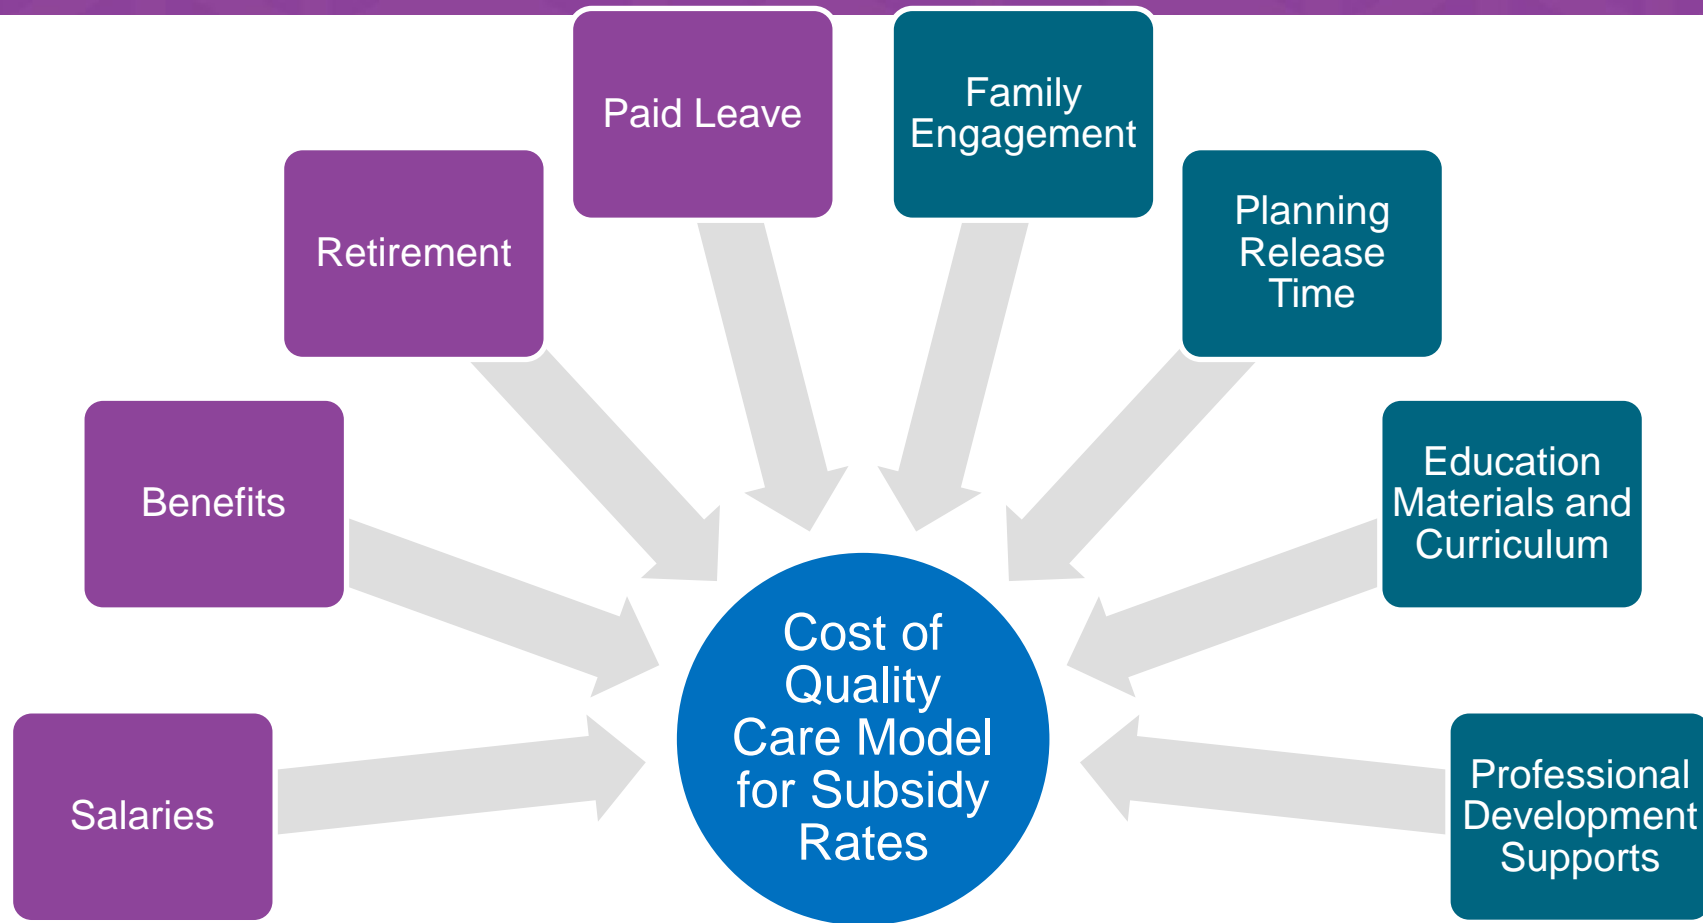 Paid Leave
Family
Engagement
Retirement
Planning
Release
Time
Benefits
Education
Materials and
Curriculum
Salaries
Cost of
Quality
Care Model
for Subsidy
Rates
Professional
Development
Supports